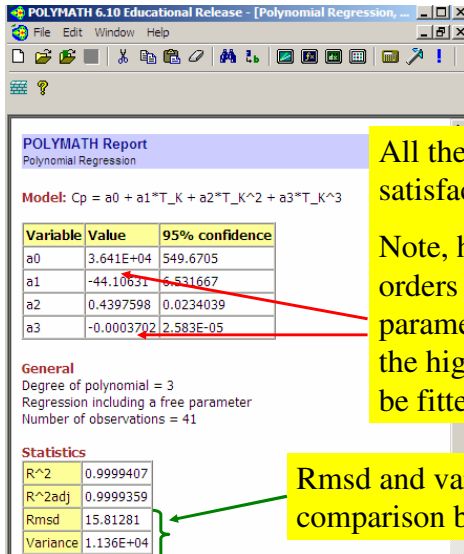 POLYMATH 6.10 Educational Release - [Polynomial Regression, ...
File Edit Window Help
POLYMATH Report
Polynomial Regression
Model: Cp = a0 + a1*T_K + a2*T_K^2 + a3*T_K^3
Variable Value 95% confidence
a0 3.641E+04 549.6705
a1 -44.10631 6.531667
a2 0.4397598 0.0234039
a3 -0.0003702 2.583E-05
General
Degree of polynomial = 3
Regression including a free parameter
Number of observations = 41
Statistics
R^2 0.9999407
R^2adj 0.9999359
Rmsd 15.81281
Variance 1.136E+04
All the
satisfac
Note, h
orders
parame
the hig
be fitte
Rmsd and va
comparison b